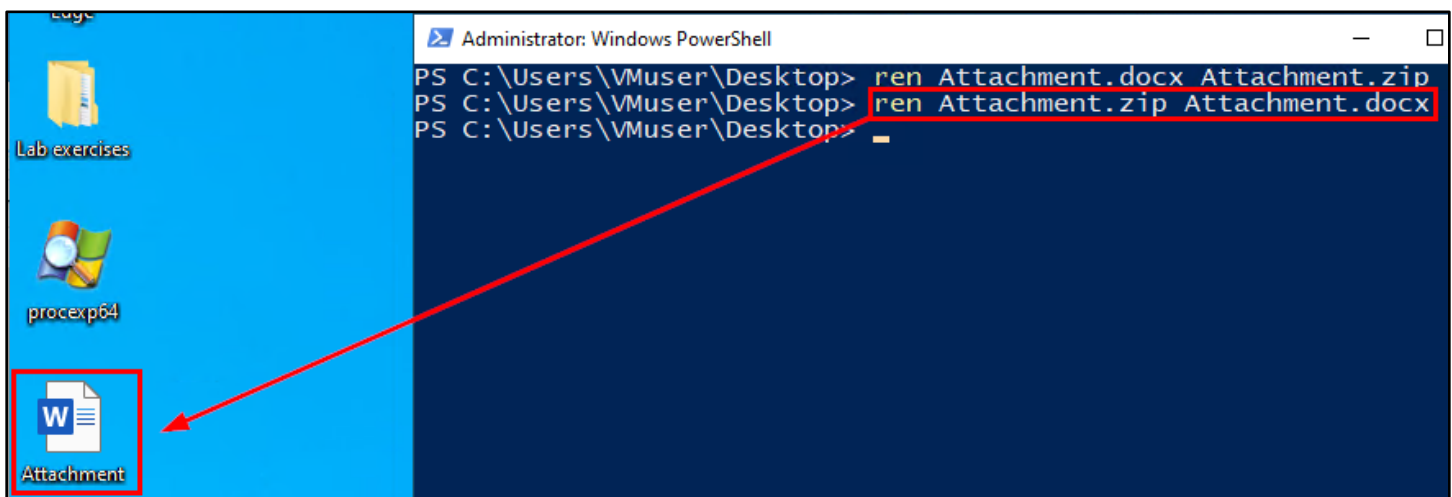 Edge
Lab exercises
procexp64
W
Attachment
Administrator: Windows PowerShell
PS C:\Users\VMuser\Desktop> ren Attachment.docx Attachment.zip
PS C:\Users\VMuser\Desktop> ren Attachment.zip Attachment.docx
PS C:\Users\VMuser\Desktop>